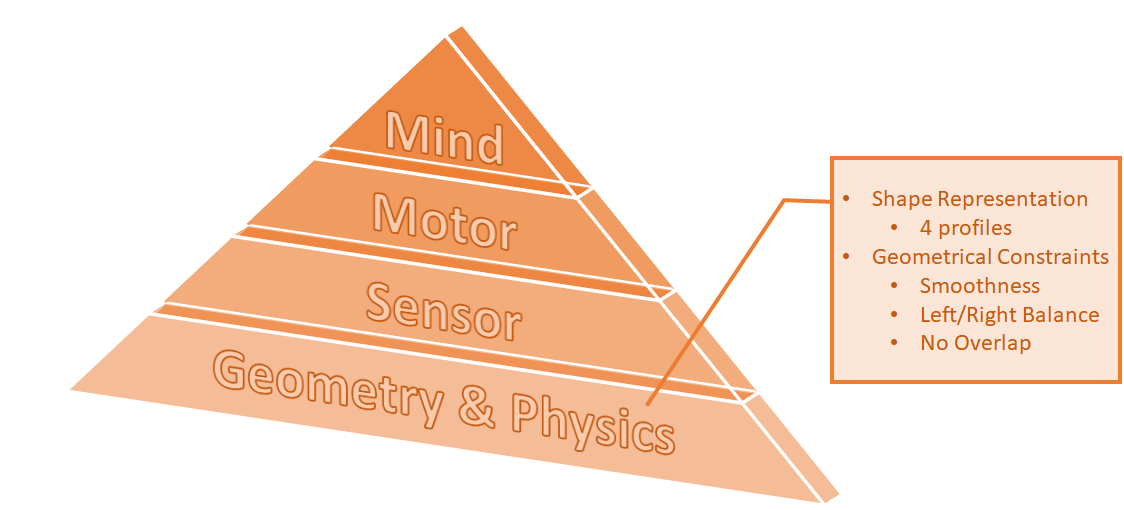 Mind
Motor
Sensor
Geometry & Physics
• Shape Representation
• 4 profiles
• Geometrical Constraints
• Smoothness
• Left/Right Balance
• No Overlap